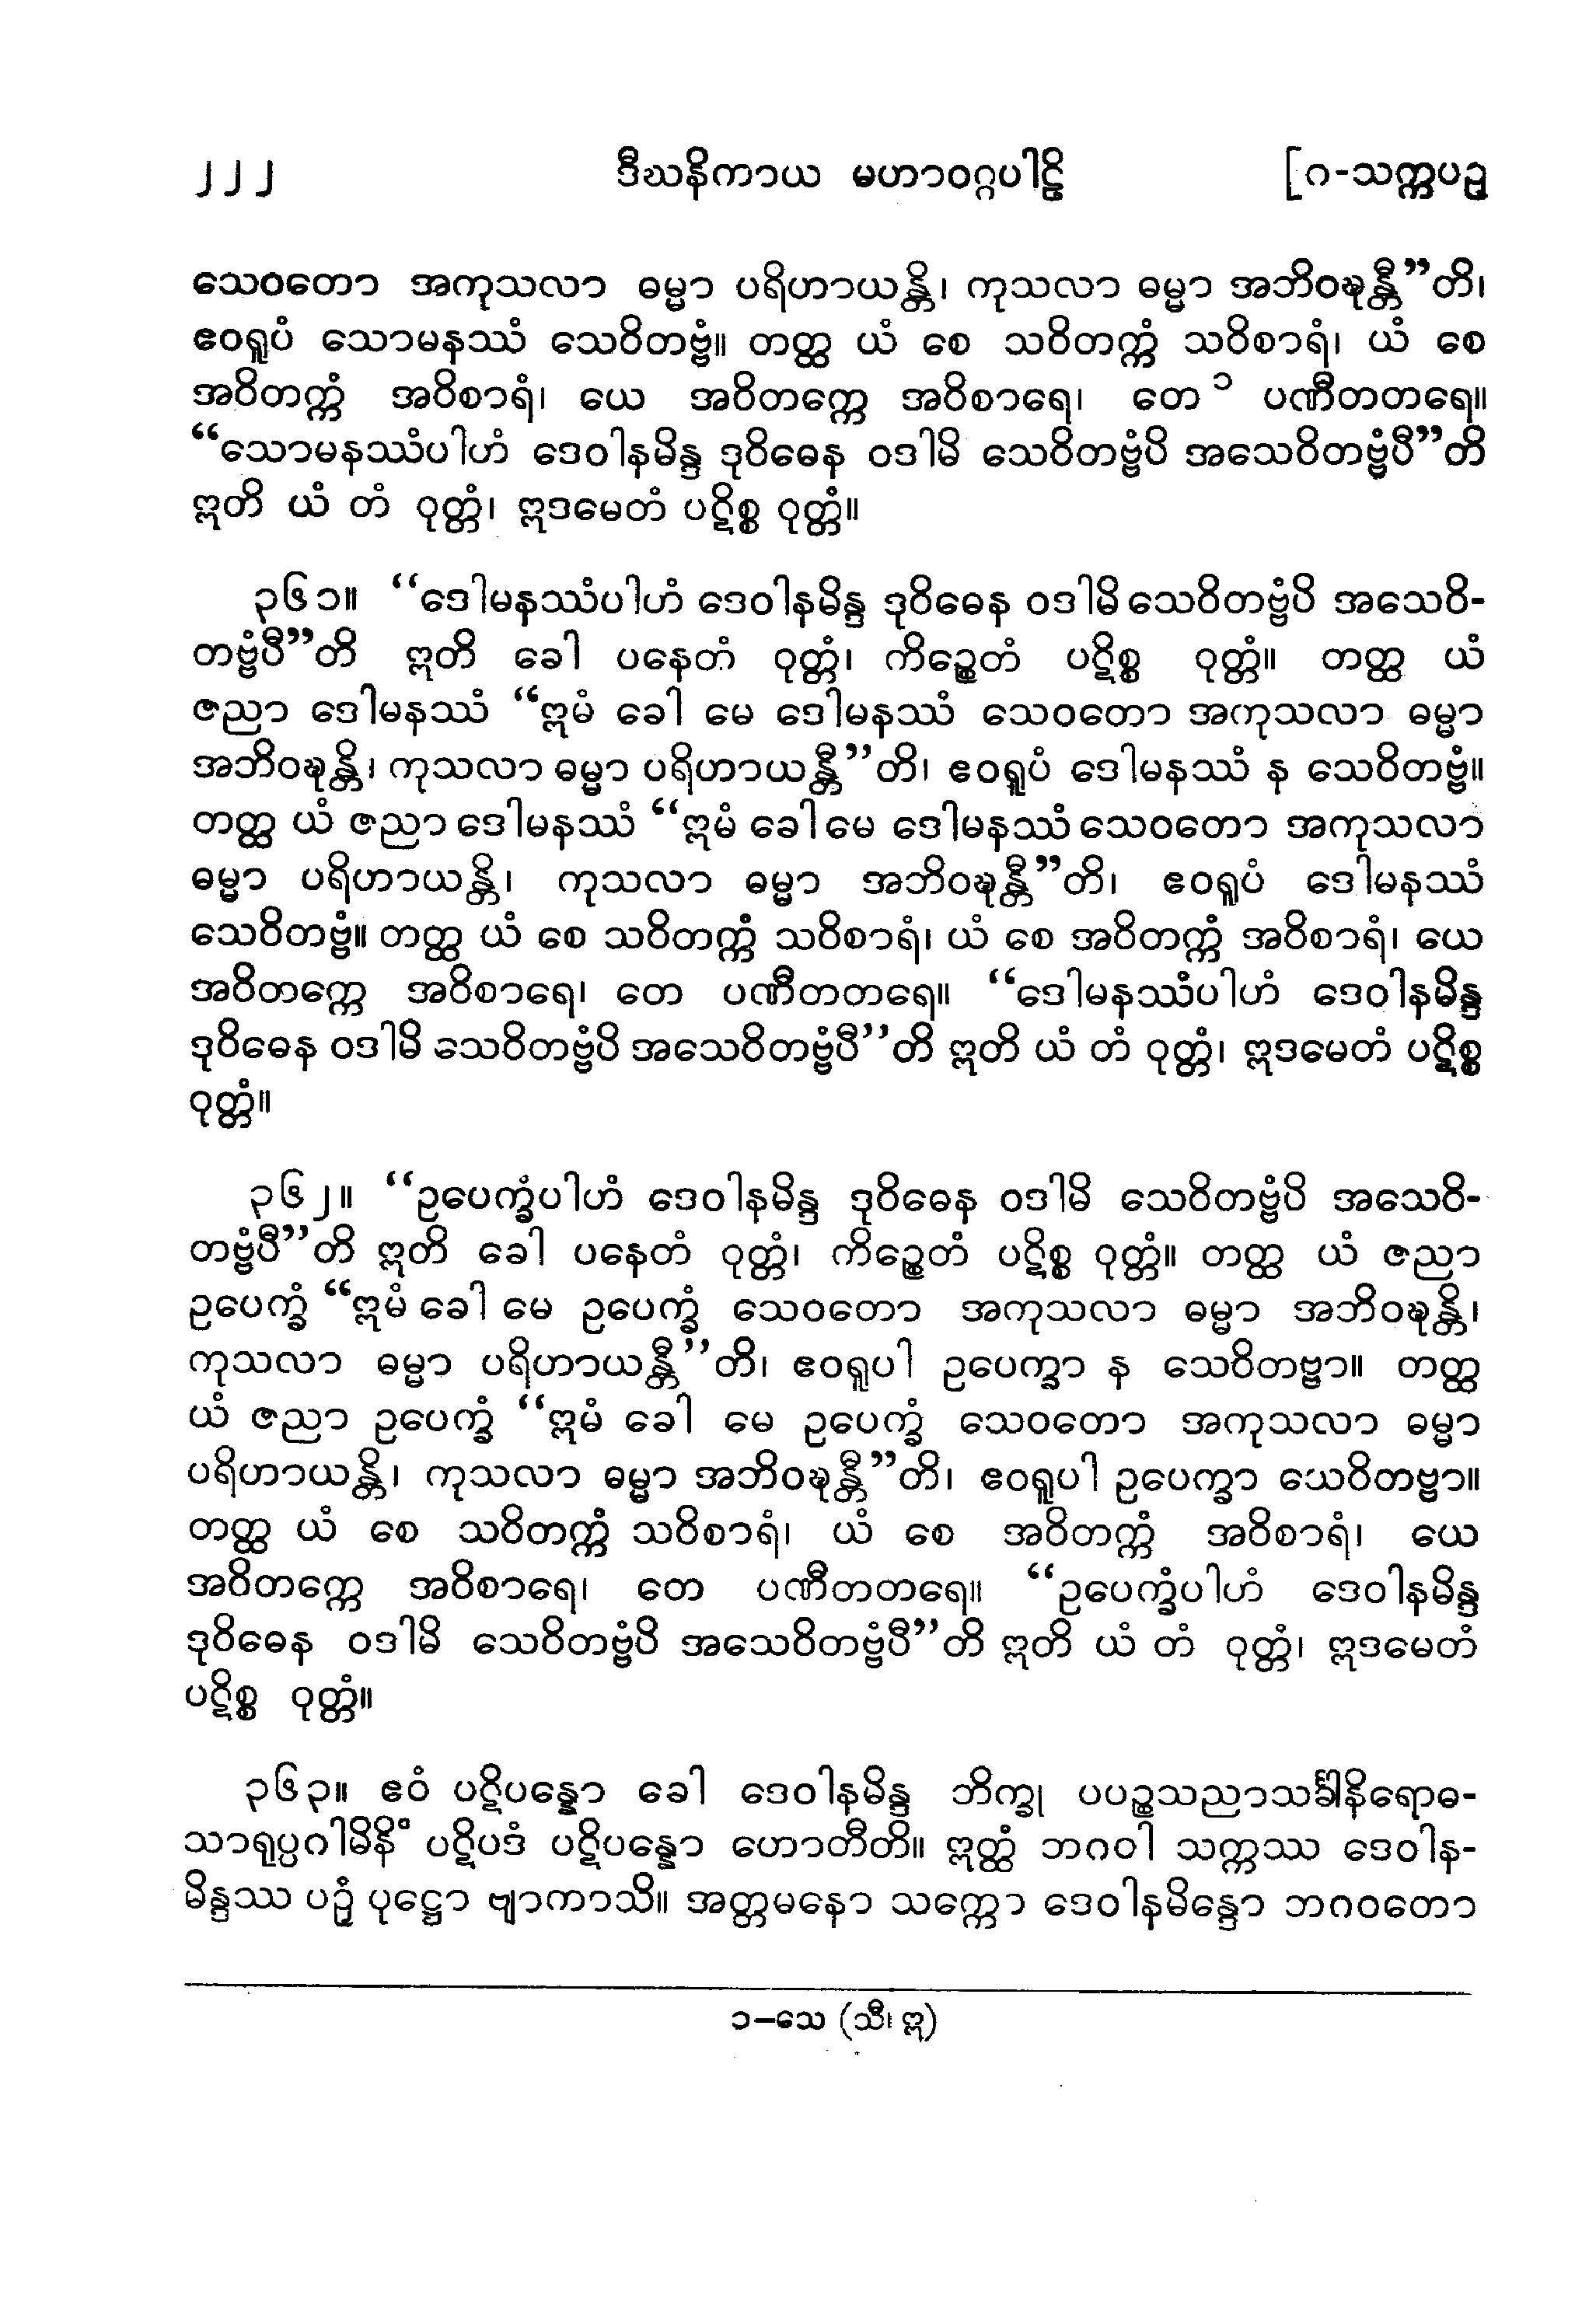 ၂၂၂ ဒီဃနိကာယ မဟာဝဂ္ဂပါဠိ [ဂ-သက္ကပဉှ
သေဝတော အကုသလာ ဓမ္မာ ပရိဟာယန္တိ၊ ကုသလာ ဓမ္မာ အဘိဝဍ္ဎန္တီ”တိ၊
ဧဝရူပံ သောမနဿံ သေဝိတဗ္ဗံ။ တတ္ထ ယံ စေ သဝိတက္ကံ သဝိစာရံ၊ ယံ စေ
အဝိတက္ကံ အဝိစာရံ၊ ယေ အဝိတက္ကေ အဝိစာရေ၊ တေ ၁ ပဏီတတရေ။
“သောမနဿံပါဟံ ဒေဝါနမိန္ဒ ဒုဝိဓေန ဝဒါမိ သေဝိတဗ္ဗံပိ အသေဝိတဗ္ဗံပီ”တိ
ဣတိ ယံ တံ ဝုတ္တံ၊ ဣဒမေတံ ပဋိစ္စ ဝုတ္တံ။
၃၆၁။ “ဒေါမနဿံပါဟံ ဒေဝါနမိန္ဒ ဒုဝိဓေန ဝဒါမိ သေဝိတဗ္ဗံပိ အသေဝိ-
တဗ္ဗံပီ”တိ ဣတိ ခေါ ပနေတံ ဝုတ္တံ၊ ကိဉ္စေတံ ပဋိစ္စ ဝုတ္တံ။ တတ္ထ ယံ
ဇညာ ဒေါမနဿံ “ဣမံ ခေါ မေ ဒေါမနဿံ သေဝတော အကုသလာ ဓမ္မာ
အဘိဝဍ္ဎန္တိ၊ ကုသလာ ဓမ္မာ ပရိဟာယန္တီ”တိ၊ ဧဝရူပံ ဒေါမနဿံ န သေဝိတဗ္ဗံ။
တတ္ထ ယံ ဇညာ ဒေါမနဿံ “ဣမံ ခေါ မေ ဒေါမနဿံ သေဝတော အကုသလာ
ဓမ္မာ ပရိဟာယန္တိ၊ ကုသလာ ဓမ္မာ အဘိဝဍ္ဎန္တီ”တိ၊ ဧဝရူပံ ဒေါမနဿံ
သေဝိတဗ္ဗံ။ တတ္ထ ယံ စေ သဝိတက္ကံ သဝိစာရံ၊ ယံ စေ အဝိတက္ကံ အဝိစာရံ၊ ယေ
အဝိတက္ကေ အဝိစာရေ၊ တေ ပဏီတတရေ။ “ဒေါမနဿံပါဟံ ဒေဝါနမိန္ဒ
ဒုဝိဓေန ဝဒါမိ သေဝိတဗ္ဗံပိ အသေဝိတဗ္ဗံပီ”တိ ဣတိ ယံ တံ ဝုတ္တံ၊ ဣဒမေတံ ပဋိစ္စ
ဝုတ္တံ။
၃၆၂။ “ဥပေက္ခံပါဟံ ဒေဝါနမိန္ဒ ဒုဝိဓေန ဝဒါမိ သေဝိတဗ္ဗံပိ အသေဝိ-
တဗ္ဗံပီ”တိ ဣတိ ခေါ ပနေတံ ဝုတ္တံ၊ ကိဉ္စေတံ ပဋိစ္စ ဝုတ္တံ။ တတ္ထ ယံ ဇညာ
ဥပေက္ခံ “ဣမံ ခေါ မေ ဥပေက္ခံ သေဝတော အကုသလာ ဓမ္မာ အဘိဝဍ္ဎန္တိ၊
ကုသလာ ဓမ္မာ ပရိဟာယန္တီ”တိ၊ ဧဝရူပါ ဥပေက္ခာ န သေဝိတဗ္ဗာ။ တတ္ထ
ယံ ဇညာ ဥပေက္ခံ “ဣမံ ခေါ မေ ဥပေက္ခံ သေဝတော အကုသလာ ဓမ္မာ
ပရိဟာယန္တိ၊ ကုသလာ ဓမ္မာ အဘိဝဍ္ဎန္တီ”တိ၊ ဧဝရူပါ ဥပေက္ခာ သေဝိတဗ္ဗာ။
တတ္ထ ယံ စေ သဝိတက္ကံ သဝိစာရံ၊ ယံ စေ အဝိတက္ကံ အဝိစာရံ၊ ယေ
အဝိတက္ကေ အဝိစာရေ၊ တေ ပဏီတတရေ။ “ဥပေက္ခံပါဟံ ဒေဝါနမိန္ဒ
ဒုဝိဓေန ဝဒါမိ သေဝိတဗ္ဗံပိ အသေဝိတဗ္ဗံပီ”တိ ဣတိ ယံ တံ ဝုတ္တံ၊ ဣဒမေတံ
ပဋိစ္စ ဝုတ္တံ။
၃၆၃။ ဧဝံ ပဋိပန္နော ခေါ ဒေဝါနမိန္ဒ ဘိက္ခု ပပဉ္စသညာသင်္ခါနိရောဓ-
သာရုပ္ပဂါမိနိံ ပဋိပဒံ ပဋိပန္နော ဟောတီတိ။ ဣတ္ထံ ဘဂဝါ သက္ကဿ ဒေဝါန-
မိန္ဒဿ ပဉှံ ပုဋ္ဌော ဗျာကာသိ။ အတ္တမနော သက္ကော ဒေဝါနမိန္ဒော ဘဂဝတော
၁–သေ (သီ၊ ဣ)